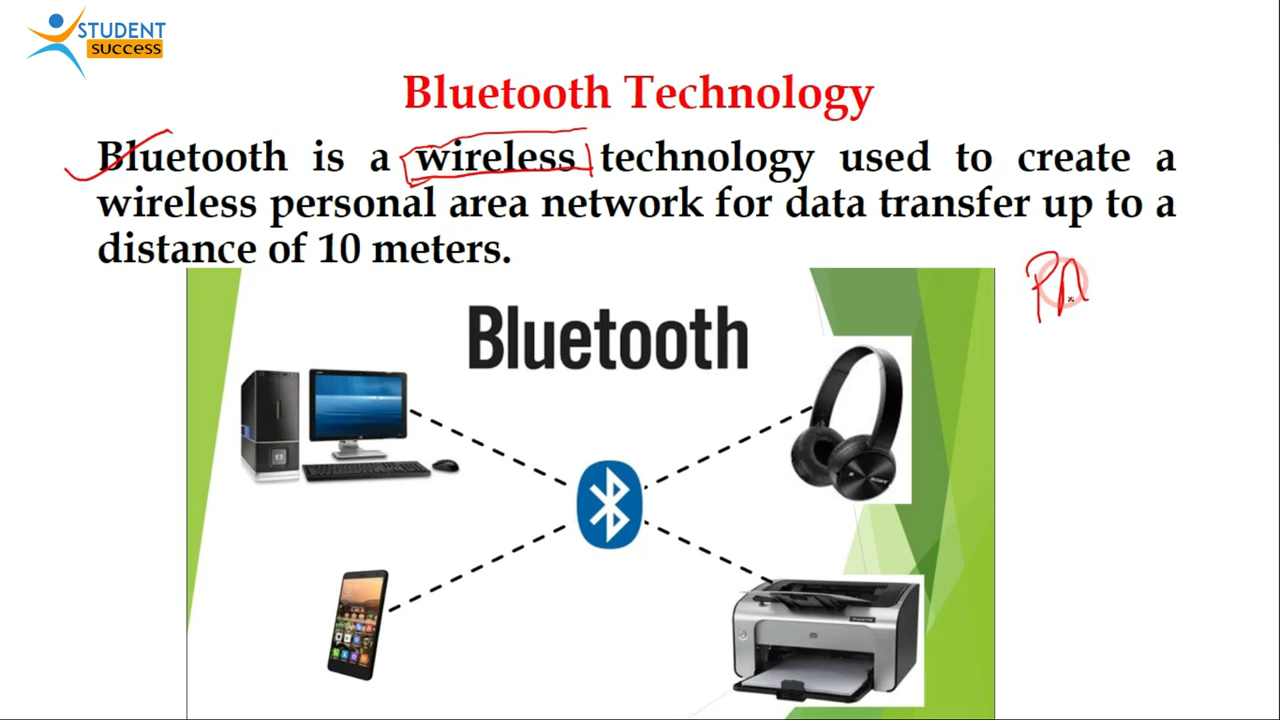 STUDENT
SUCCESS
Bluetooth Technology
Bluetooth is a wireless technology used to create a
wireless personal area network for data transfer up to a
distance of 10 meters.
PA
Bluetooth
SONY